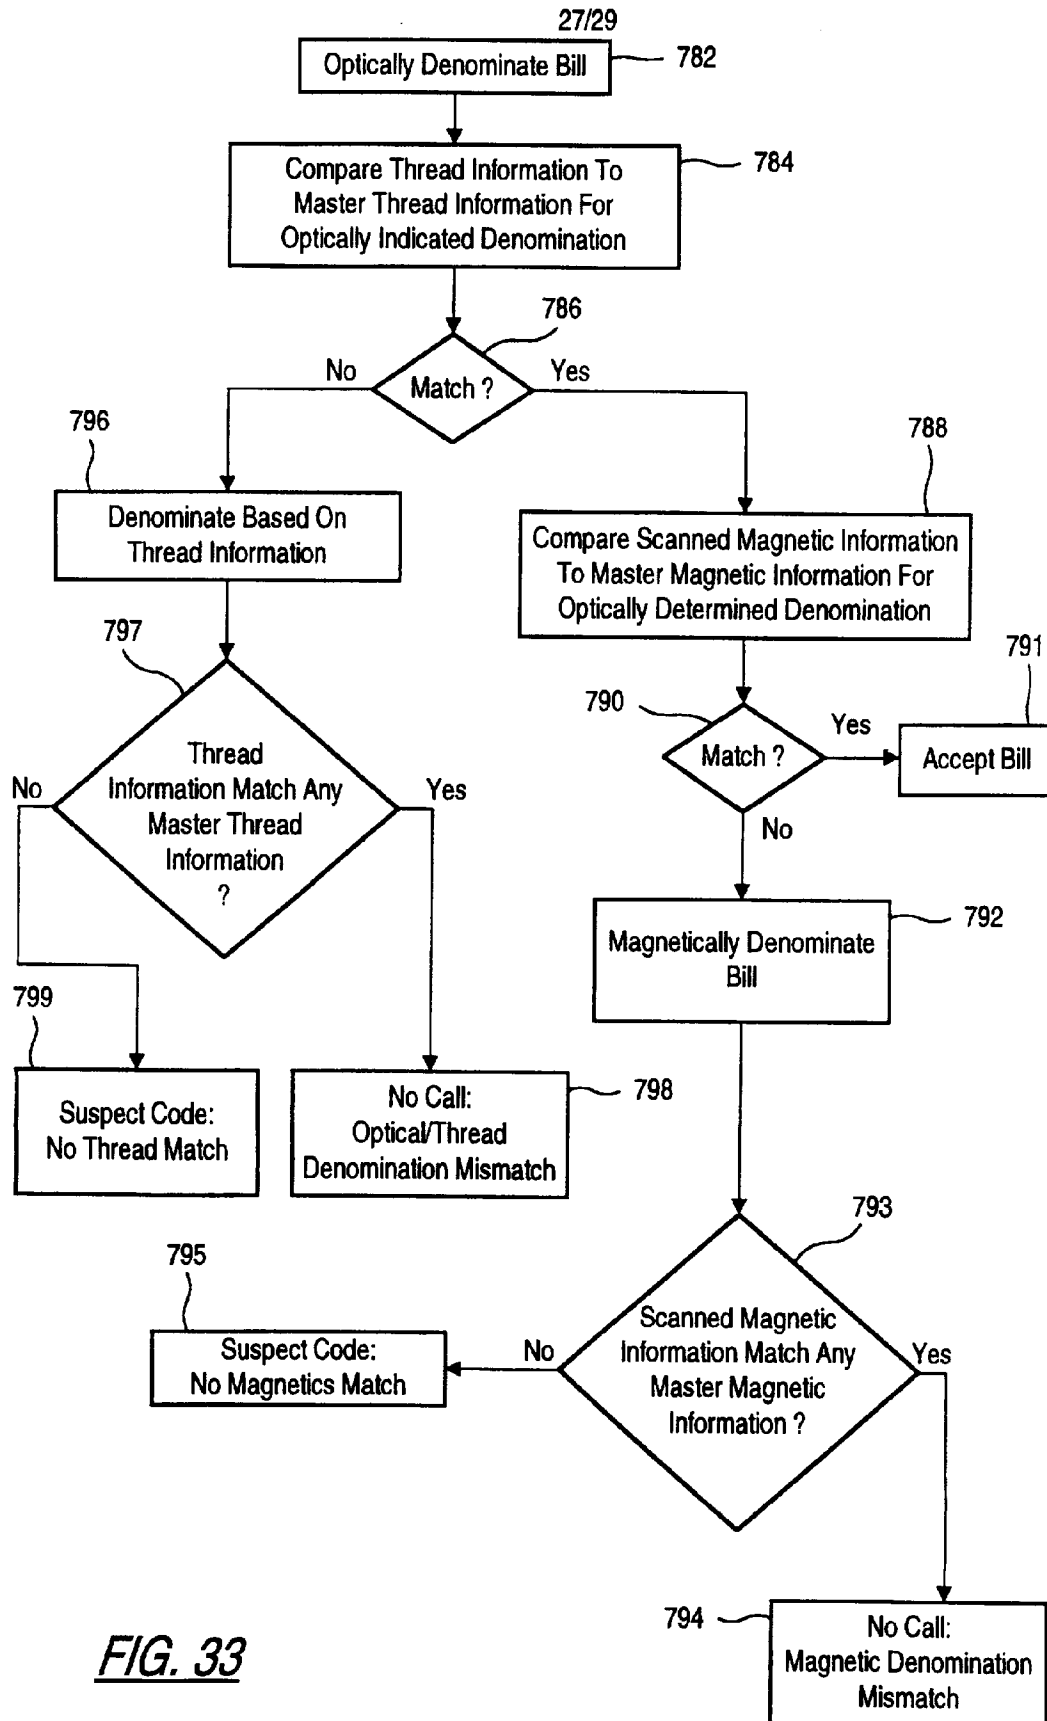 27/29
Optically Denominate Bill
782
Compare Thread Information To
Master Thread Information For
Optically Indicated Denomination
784
786
No
Match ?
Yes
796
Denominate Based On
Thread Information
788
Compare Scanned Magnetic Information
To Master Magnetic Information For
Optically Determined Denomination
797
Thread
Information Match Any
Master Thread
Information
?
No
Yes
790
Match ?
Yes
791
Accept Bill
No
792
Magnetically Denominate
Bill
799
Suspect Code:
No Thread Match
No Call:
Optical/Thread
Denomination Mismatch
798
793
Scanned Magnetic
Information Match Any
Master Magnetic
Information ?
No
Yes
795
Suspect Code:
No Magnetics Match
794
No Call:
Magnetic Denomination
Mismatch
FIG. 33